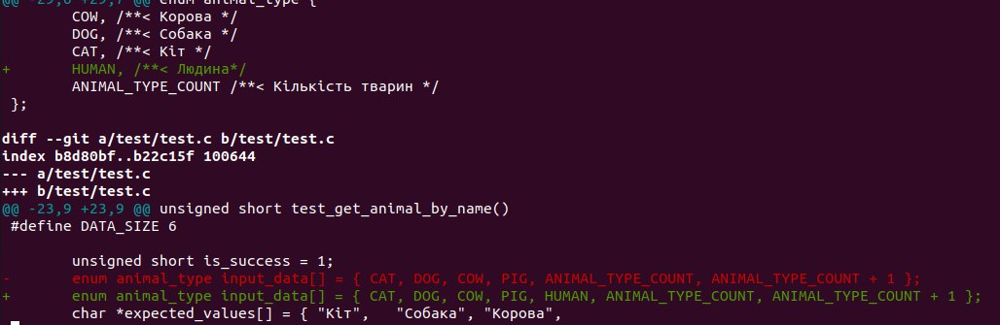 @@ -29,6 +29,7 @@ enum animal_type {
        COW, /**< Корова */
        DOG, /**< Собака */
        CAT, /**< Кіт */
+       HUMAN, /**< Людина*/
        ANIMAL_TYPE_COUNT /**< Кількість тварин */
 };
diff --git a/test/test.c b/test/test.c
index b8d80bf..b22c15f 100644
--- a/test/test.c
+++ b/test/test.c
@@ -23,9 +23,9 @@ unsigned short test_get_animal_by_name()
 #define DATA_SIZE 6
        unsigned short is_success = 1;
-       enum animal_type input_data[] = { CAT, DOG, COW, PIG, ANIMAL_TYPE_COUNT, ANIMAL_TYPE_COUNT + 1 };
+       enum animal_type input_data[] = { CAT, DOG, COW, PIG, HUMAN, ANIMAL_TYPE_COUNT, ANIMAL_TYPE_COUNT + 1 };
        char *expected_values[] = { "Кіт",   "Собака", "Корова",